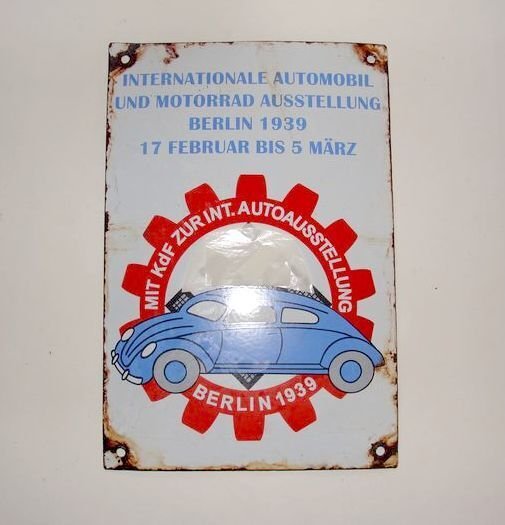 INTERNATIONALE AUTOMOBIL
UND MOTORRAD AUSSTELLUNG
BERLIN 1939
17 FEBRUAR BIS 5 MÄRZ
MIT KdF ZUR INT. AUTOAUSSTELLUNG
BERLIN 1939